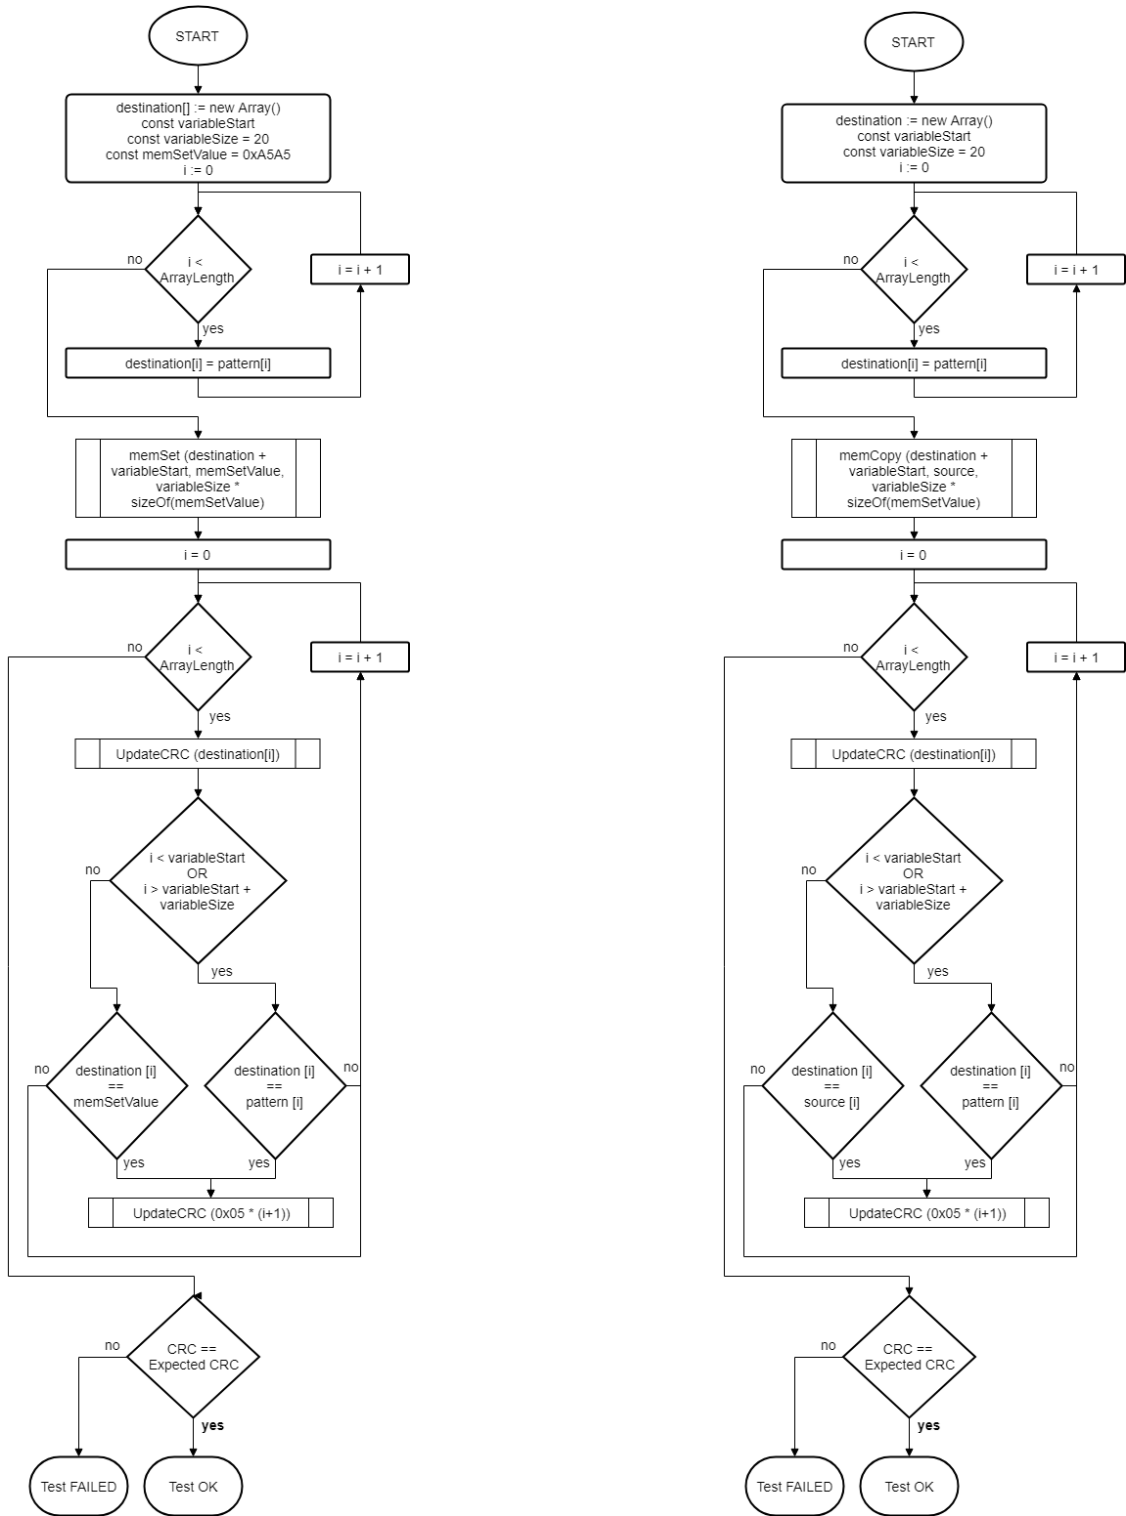 START
destination[] := new Array()
const variableStart
const variableSize = 20
const memSetValue = 0xA5A5
i := 0
no
i <
ArrayLength
i = i + 1
yes
destination[i] = pattern[i]
memSet (destination +
variableStart, memSetValue,
variableSize *
sizeOf(memSetValue)
i = 0
no
i <
ArrayLength
i = i + 1
yes
UpdateCRC (destination[i])
no
i < variableStart
OR
i > variableStart +
variableSize
yes
no
destination [i]
==
memSetValue
yes
destination [i]
==
pattern [i]
no
yes
UpdateCRC (0x05 * (i+1))
no
CRC ==
Expected CRC
yes
Test FAILED
Test OK
START
destination := new Array()
const variableStart
const variableSize = 20
i := 0
no
i <
ArrayLength
i = i + 1
yes
destination[i] = pattern[i]
memCopy (destination +
variableStart, source,
variableSize *
sizeOf(memSetValue)
i = 0
no
i <
ArrayLength
i = i + 1
yes
UpdateCRC (destination[i])
no
i < variableStart
OR
i > variableStart +
variableSize
yes
no
destination [i]
==
source [i]
yes
destination [i]
==
pattern [i]
no
yes
UpdateCRC (0x05 * (i+1))
no
CRC ==
Expected CRC
yes
Test FAILED
Test OK